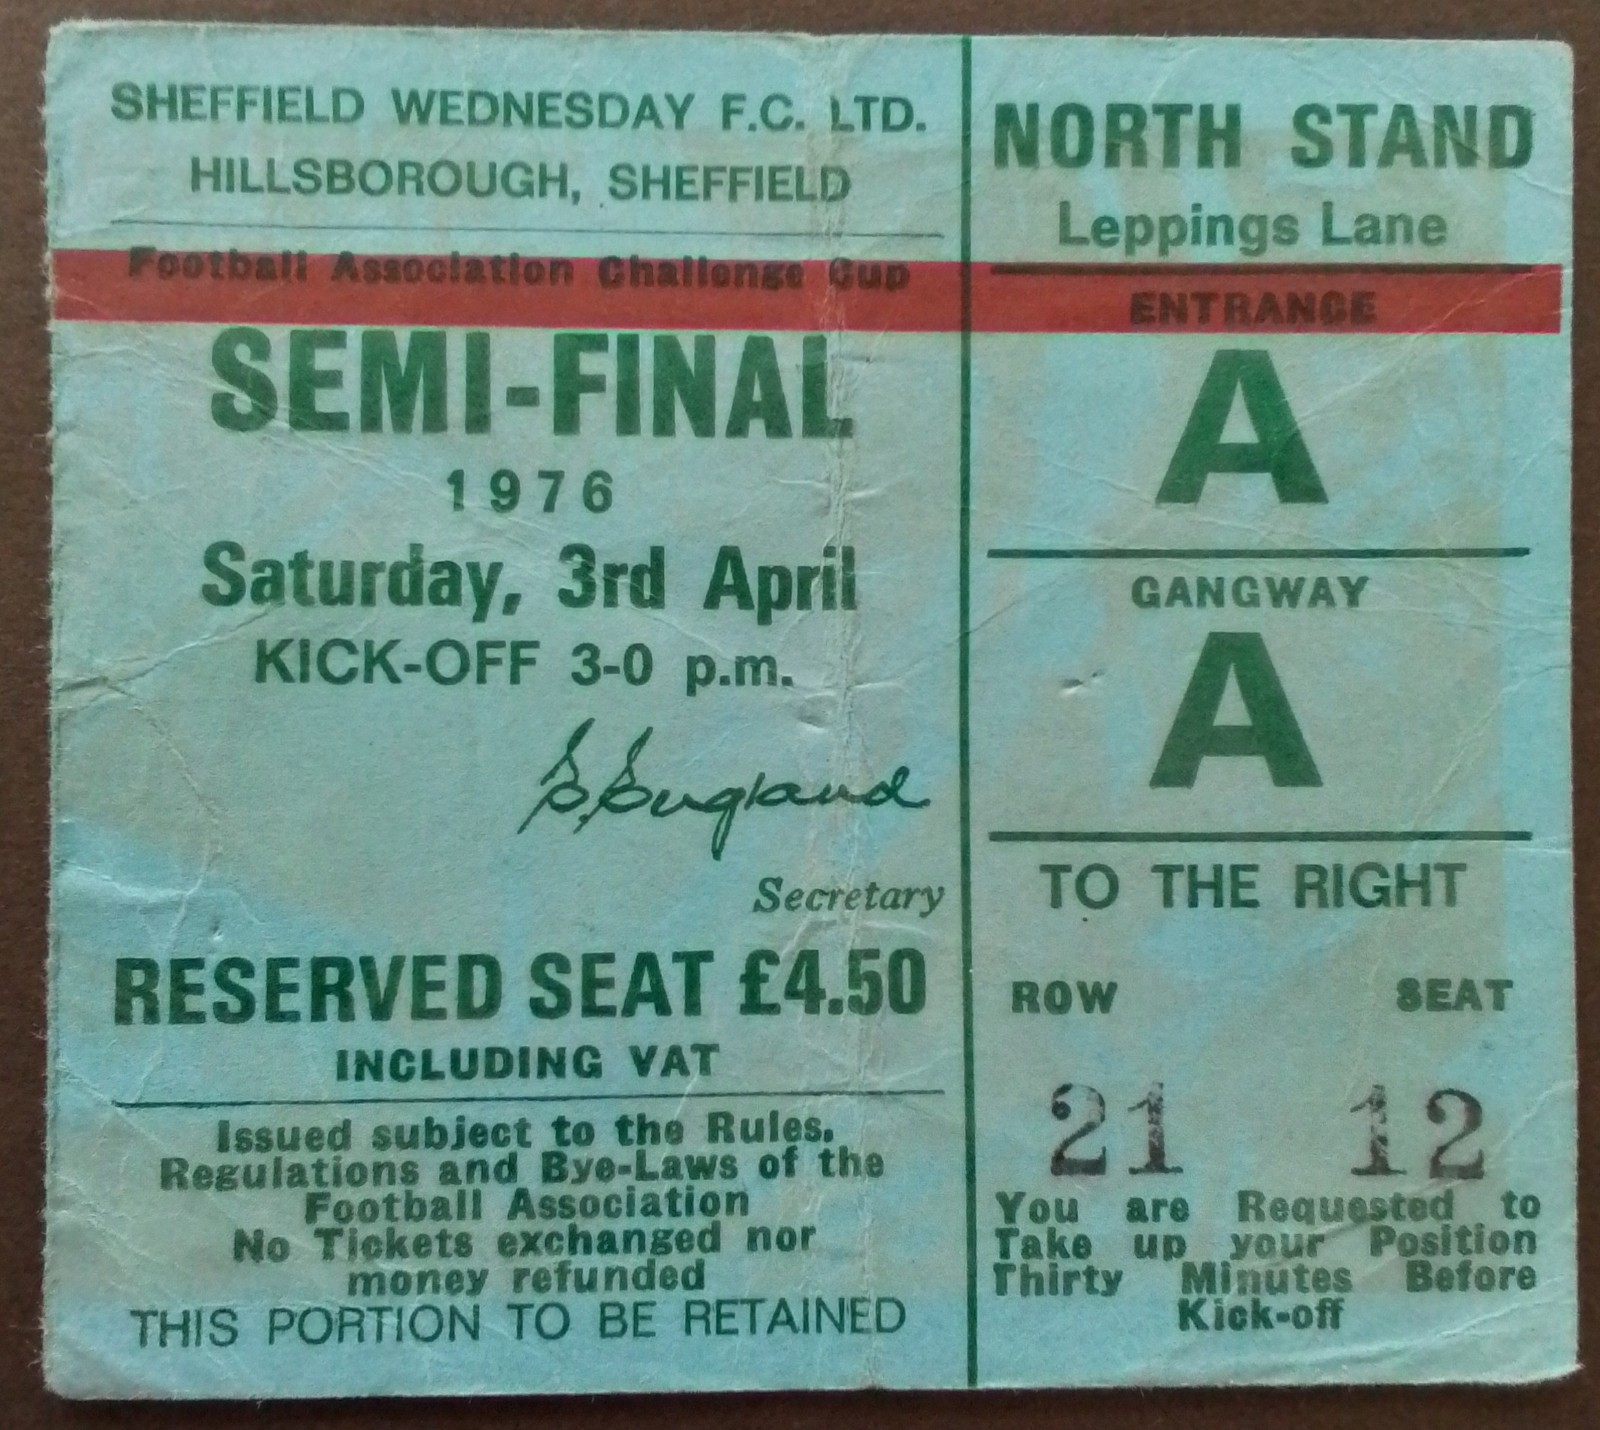 SHEFFIELD WEDNESDAY F.C. LTD.
HILLSBOROUGH, SHEFFIELD
Football Association Challenge Cup
SEMI-FINAL
1976
Saturday, 3rd April
KICK-OFF 3-0 p.m.
S. England
Secretary
RESERVED SEAT £4.50
INCLUDING VAT
Issued subject to the Rules.
Regulations and Bye-Laws of the
Football Association
No Tickets exchanged nor
money refunded
THIS PORTION TO BE RETAINED
NORTH STAND
Leppings Lane
ENTRANCE
A
GANGWAY
A
TO THE RIGHT
ROW SEAT
21 12
You are Requested to
Take up your Position
Thirty Minutes Before
Kick-off